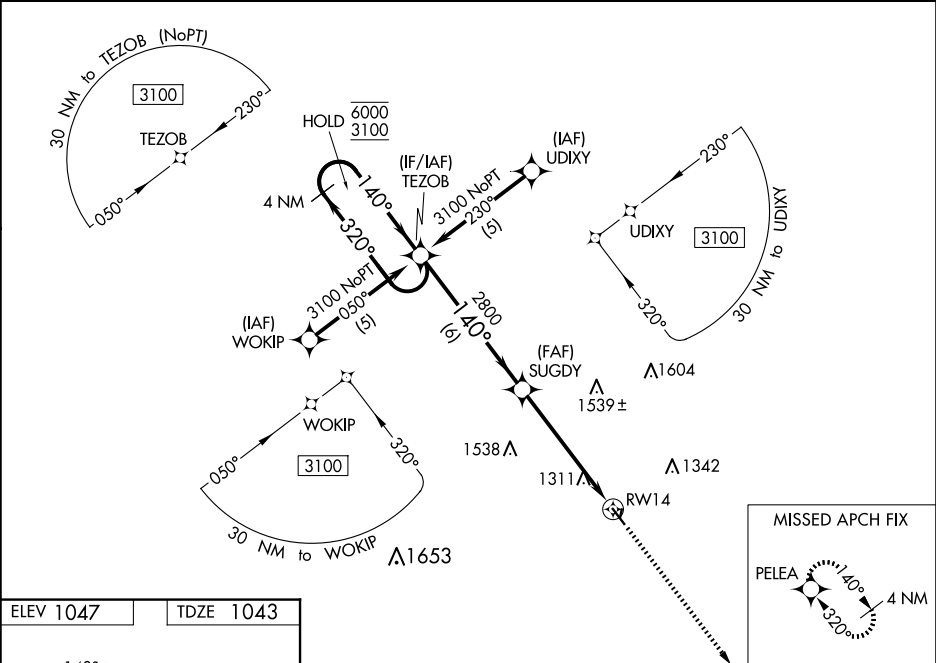 30 NM to TEZOB (NoPT)
3100
230°
TEZOB
050°
HOLD 6000
3100
4 NM
140°
320°
(IF/IAF)
TEZOB
(IAF)
UDIXY
3100 NoPT
230°
(5)
230°
UDIXY
3100
320°
30 NM to UDIXY
3100 NoPT
050°
(5)
(IAF)
WOKIP
2800
140°
(6)
(FAF)
SUGDY
1604
1539±
1538
1311
1342
RW14
WOKIP
050°
3100
320°
30 NM to WOKIP
1653
MISSED APCH FIX
PELEA
140°
320°
4 NM
ELEV 1047
TDZE 1043